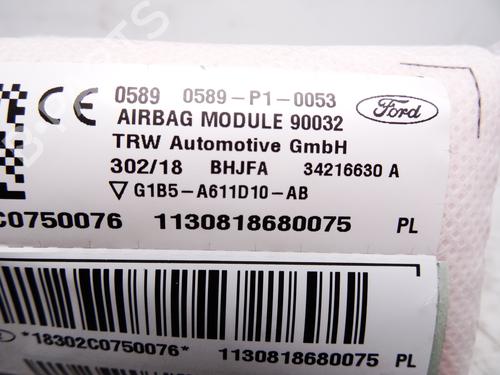 CE 0589 0589-P1-0053
Ford
AIRBAG MODULE 90032
TRW Automotive GmbH
302/18 BHJFA 34216630 A
▽ G1B5-A611D10-AB
C0750076 1130818680075 PL
*18302C0750076* 1130818680075 PL